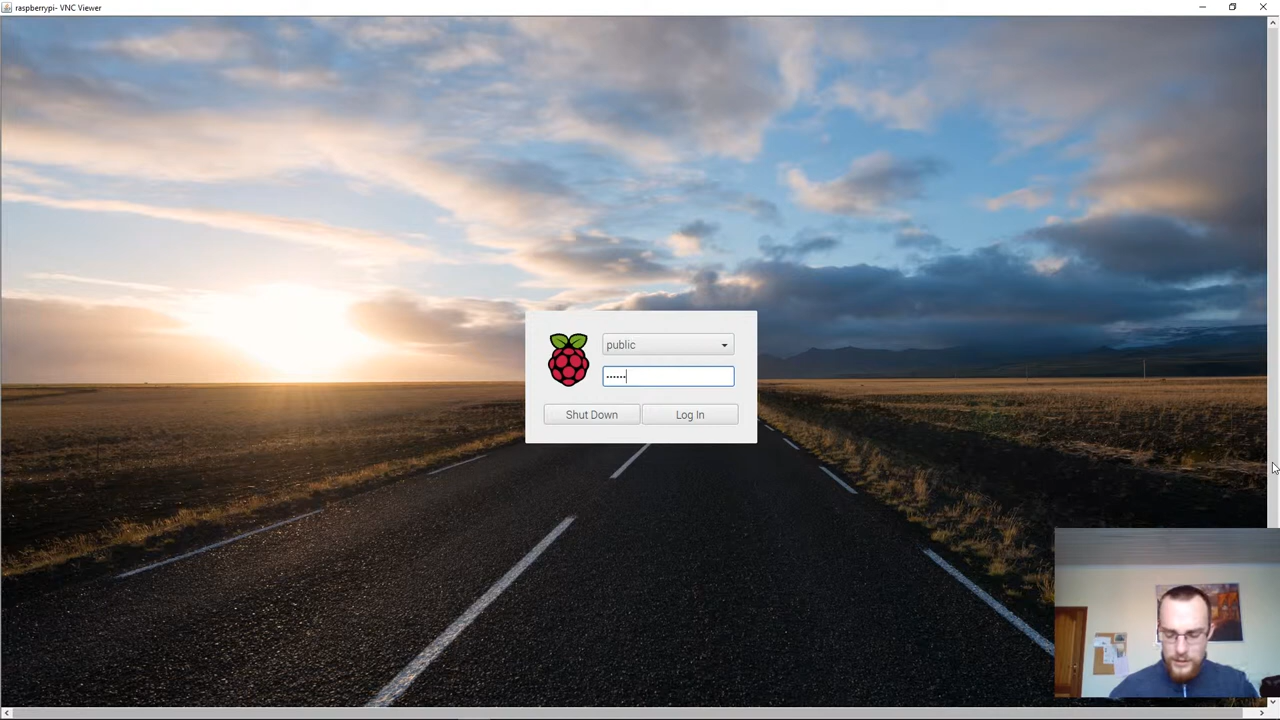 raspberrypi- VNC Viewer
public
••••••
Shut Down
Log In